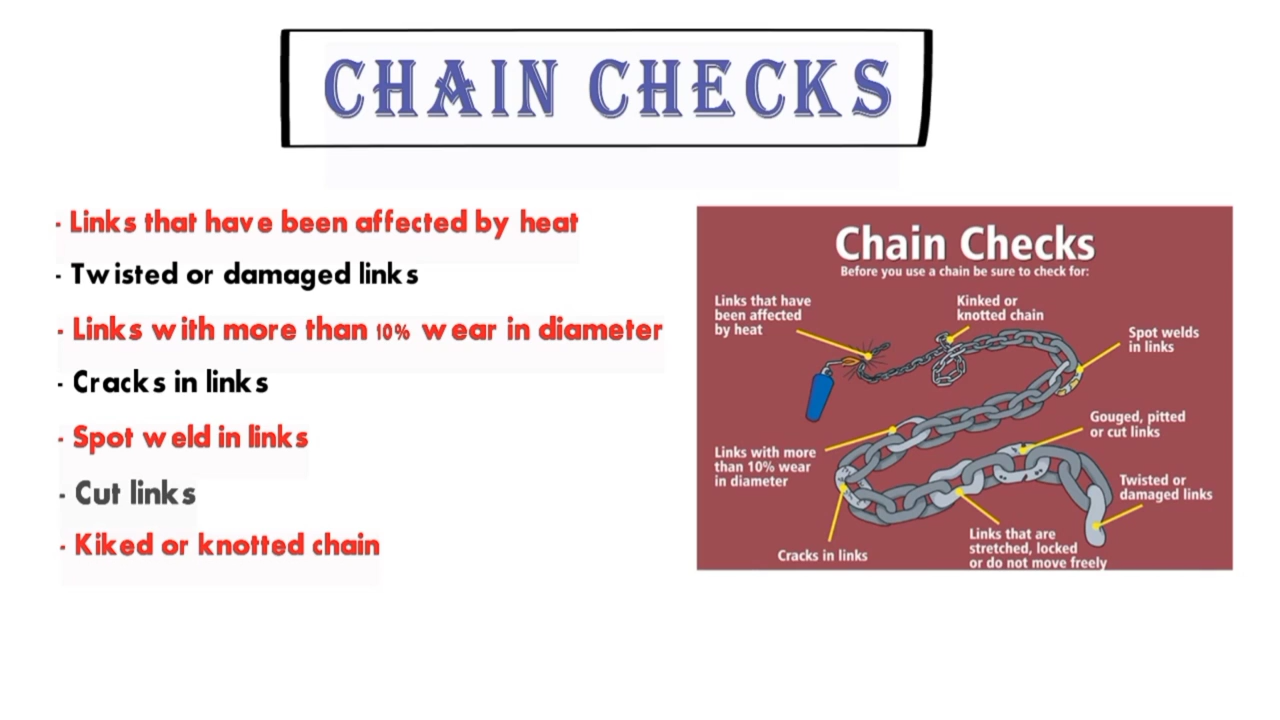 CHAIN CHECKS
- Links that have been affected by heat
- Twisted or damaged links
- Links with more than 10% wear in diameter
- Cracks in links
- Spot weld in links
- Cut links
- Kiked or knotted chain
Chain Checks
Before you use a chain be sure to check for:
Links that have
been affected
by heat
Kinked or
knotted chain
Spot welds
in links
Gouged, pitted
or cut links
Links with more
than 10% wear
in diameter
Twisted or
damaged links
Links that are
stretched, locked
or do not move freely
Cracks in links